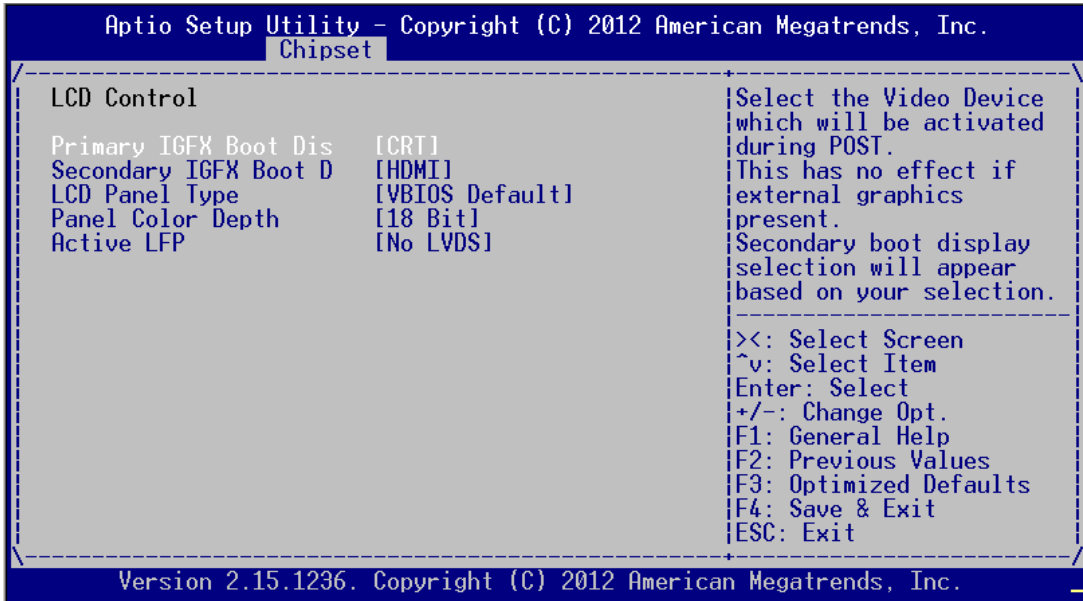 Aptio Setup Utility - Copyright (C) 2012 American Megatrends, Inc.
Chipset
LCD Control
Primary IGFX Boot Dis [CRT]
Secondary IGFX Boot D [HDMI]
LCD Panel Type [VBIOS Default]
Panel Color Depth [18 Bit]
Active LFP [No LVDS]
Select the Video Device
which will be activated
during POST.
This has no effect if
external graphics
present.
Secondary boot display
selection will appear
based on your selection.
><: Select Screen
^v: Select Item
Enter: Select
+/-: Change Opt.
F1: General Help
F2: Previous Values
F3: Optimized Defaults
F4: Save & Exit
ESC: Exit
Version 2.15.1236. Copyright (C) 2012 American Megatrends, Inc.